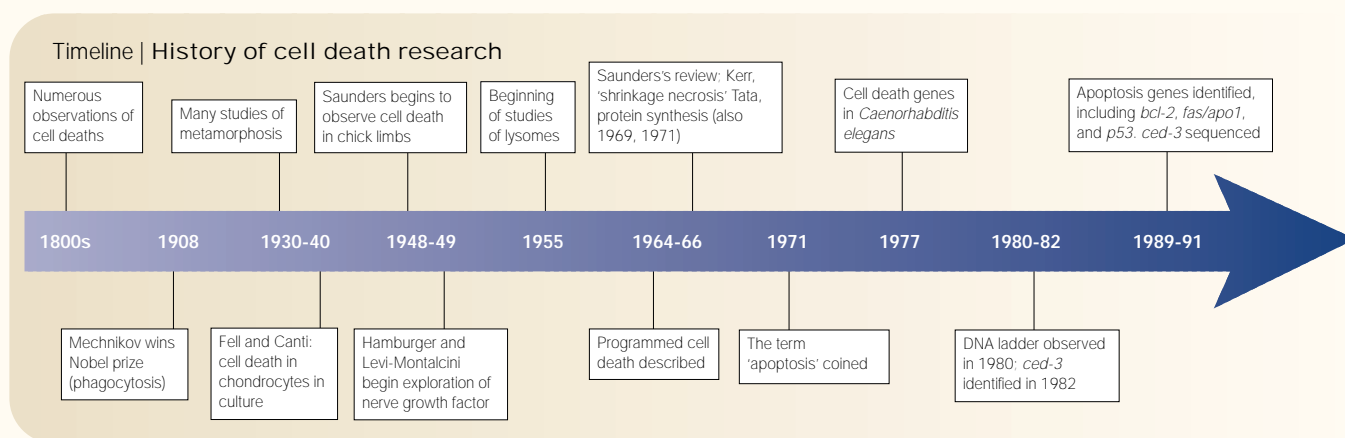 Timeline | History of cell death research
Numerous
observations of
cell deaths
Many studies of
metamorphosis
Saunders begins to
observe cell death
in chick limbs
Beginning
of studies
of lysomes
Saunders's review; Kerr,
'shrinkage necrosis' Tata,
protein synthesis (also
1969, 1971)
Cell death genes
in Caenorhabditis
elegans
Apoptosis genes identified,
including bcl-2, fas/apo1,
and p53. ced-3 sequenced
1800s 1908 1930-40 1948-49 1955 1964-66 1971 1977 1980-82 1989-91
Mechnikov wins
Nobel prize
(phagocytosis)
Fell and Canti:
cell death in
chondrocytes in
culture
Hamburger and
Levi-Montalcini
begin exploration of
nerve growth factor
Programmed cell
death described
The term
'apoptosis' coined
DNA ladder observed
in 1980; ced-3
identified in 1982